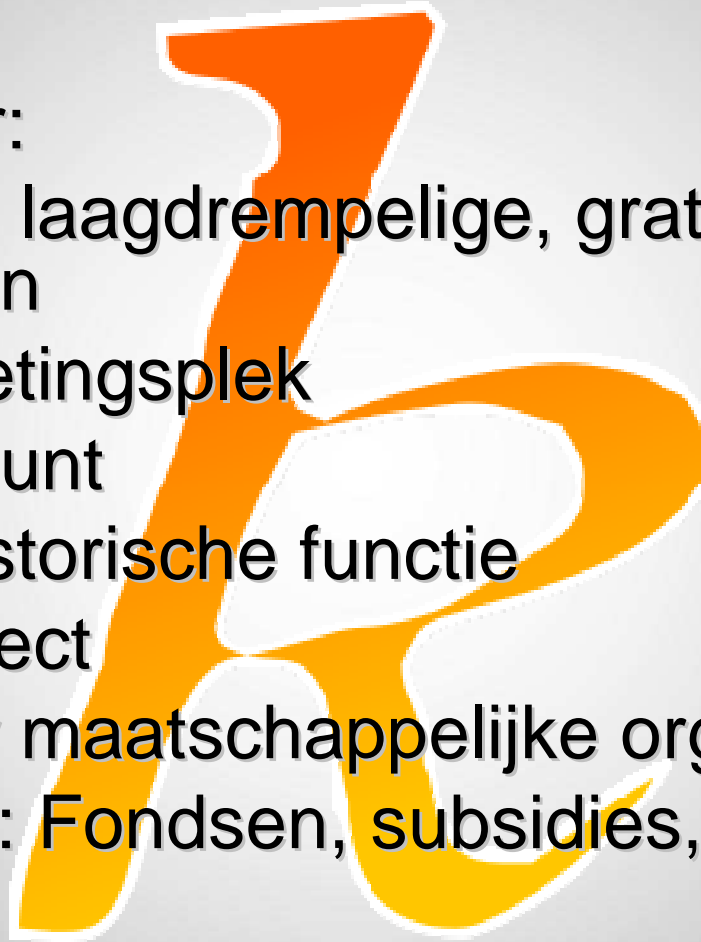 r:
laagdrempelige, grat
n
etingsplek
unt
storische functie
ect
maatschappelijke org
: Fondsen, subsidies,